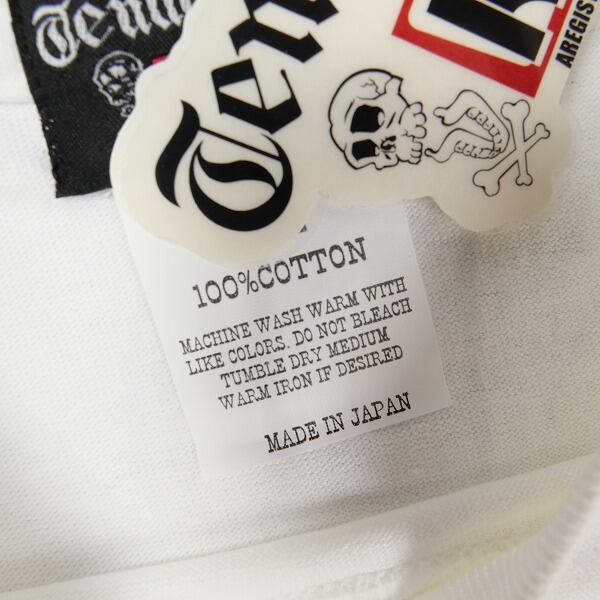 100%COTTON
MACHINE WASH WARM WITH
LIKE COLORS. DO NOT BLEACH
TUMBLE DRY MEDIUM
WARM IRON IF DESIRED
MADE IN JAPAN